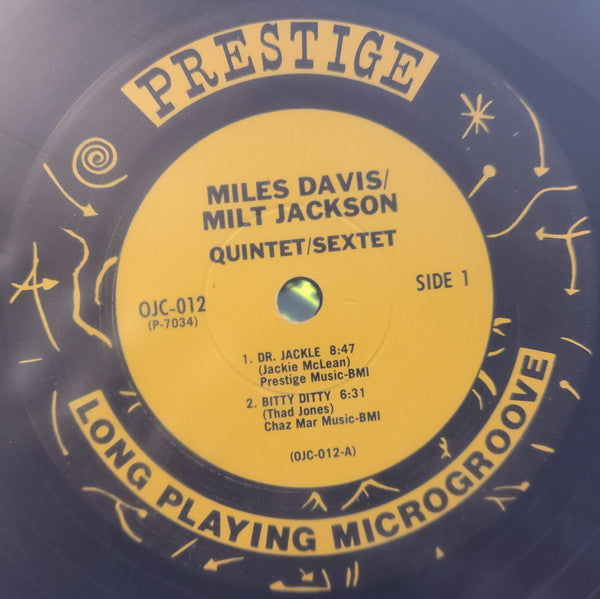 PRESTIGE
MILES DAVIS/
MILT JACKSON
QUINTET/SEXTET
OJC-012
(P-7034)
SIDE 1
1. DR. JACKLE 8:47
(Jackie McLean)
Prestige Music-BMI
2. BITTY DITTY 6:31
(Thad Jones)
Chaz Mar Music-BMI
(OJC-012-A)
LONG PLAYING MICROGROOVE